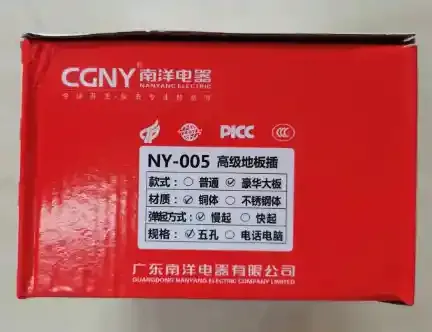 CGNY® 南洋电器
NANYANG ELECTRIC
PICC CCC
NY-005 高级地板插
款式：○ 普通 ☑ 豪华大板
材质：☑ 铜体 ○ 不锈钢体
弹起方式：☑ 慢起 ○ 快起
规格：☑ 五孔 ○ 电话电脑
广东南洋电器有限公司
GUANGDONG NANYANG ELECTRIC COMPANY LIMITED